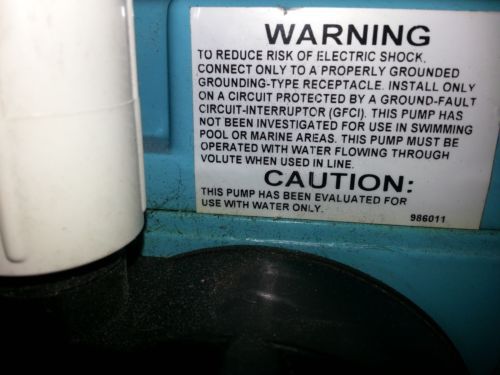 WARNING
TO REDUCE RISK OF ELECTRIC SHOCK.
CONNECT ONLY TO A PROPERLY GROUNDED
GROUNDING-TYPE RECEPTACLE. INSTALL ONLY
ON A CIRCUIT PROTECTED BY A GROUND-FAULT
CIRCUIT-INTERRUPTOR (GFCI). THIS PUMP HAS
NOT BEEN INVESTIGATED FOR USE IN SWIMMING
POOL OR MARINE AREAS. THIS PUMP MUST BE
OPERATED WITH WATER FLOWING THROUGH
VOLUTE WHEN USED IN LINE.
CAUTION:
THIS PUMP HAS BEEN EVALUATED FOR
USE WITH WATER ONLY.
986011